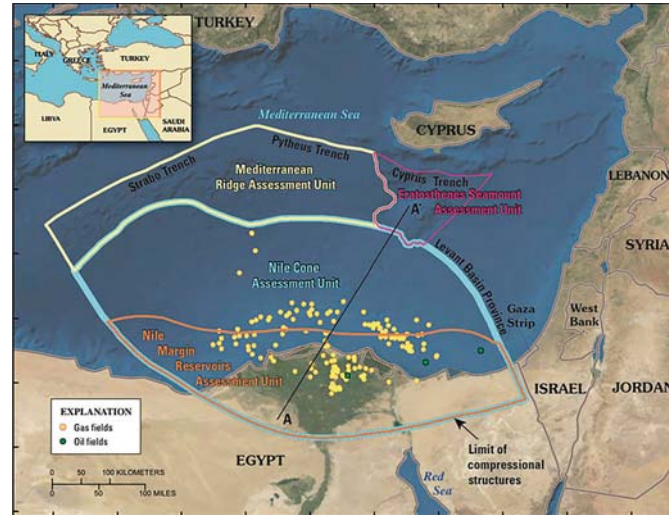 TURKEY
ITALY
GREECE
TURKEY
Mediterranean
Sea
LIBYA
EGYPT
SAUDI
ARABIA
Mediterranean Sea
CYPRUS
Strabo Trench
Pytheus Trench
Cyprus Trench
Mediterranean
Ridge Assessment Unit
Eratosthenes Seamount
Assessment Unit
A'
LEBANON
SYRIA
Nile Cone
Assessment Unit
Levant Basin Province
Gaza
Strip
West
Bank
Nile
Margin
Reservoirs
Assessment Unit
ISRAEL
JORDAN
A
EXPLANATION
Gas fields
Oil fields
0 50 100 KILOMETERS
0 50 100 MILES
EGYPT
Limit of
compressional
structures
Red
Sea